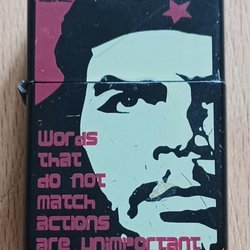 Words
that
do not
match
actions
are unimportant